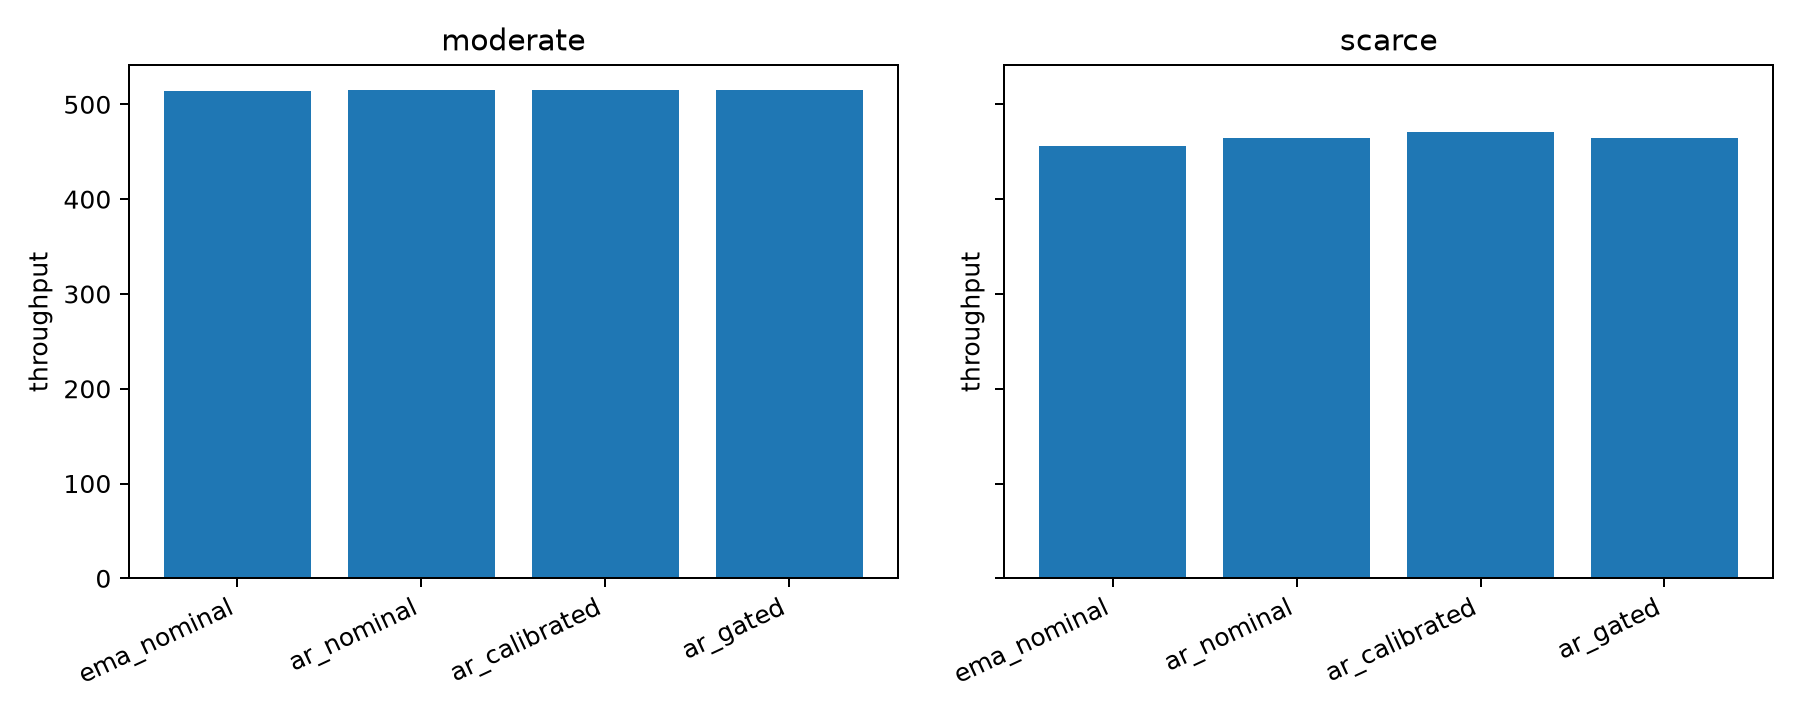 moderate
throughput
500
400
300
200
100
0
ema_nominal
ar_nominal
ar_calibrated
ar_gated
scarce
throughput
ema_nominal
ar_nominal
ar_calibrated
ar_gated